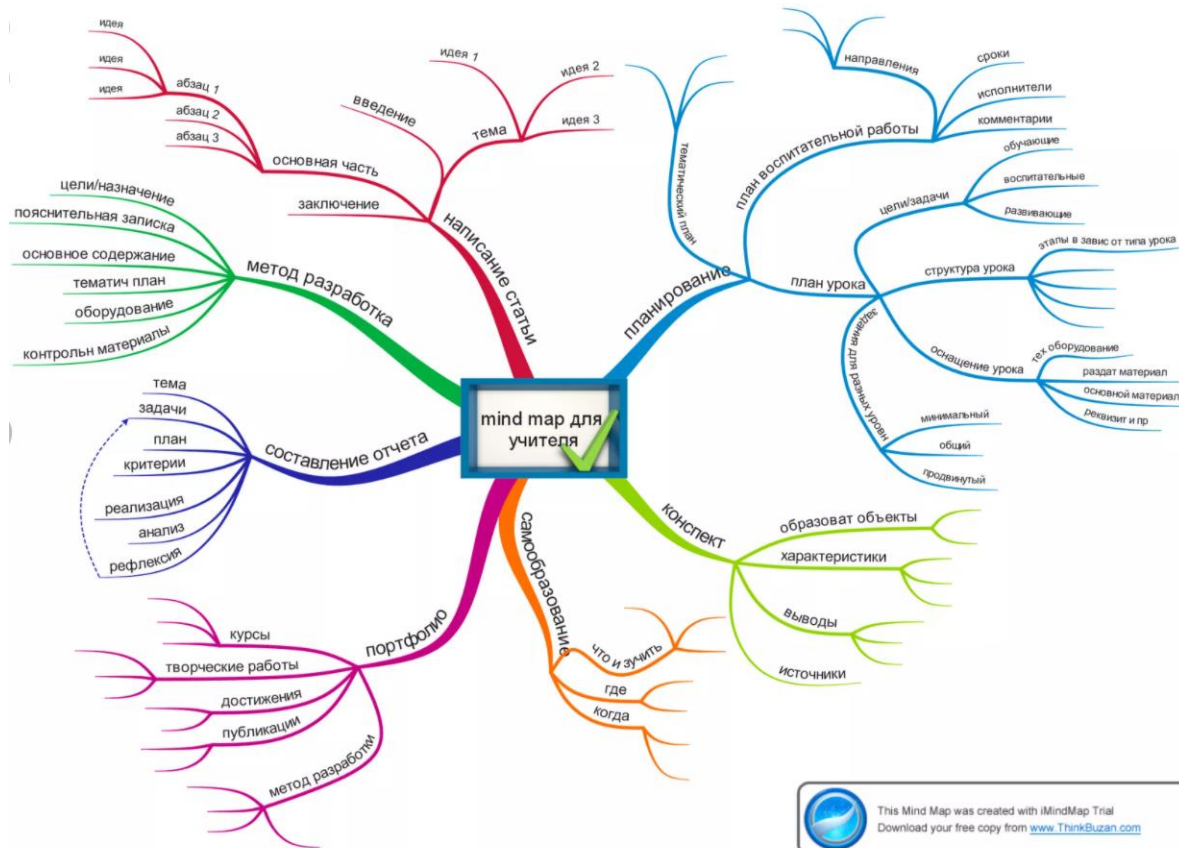 mind map для
учителя
написание статьи
тема
идея 1
идея 2
идея 3
введение
основная часть
абзац 1
идея
идея
идея
абзац 2
абзац 3
заключение
метод разработка
цели/назначение
пояснительная записка
основное содержание
тематич план
оборудование
контрольн материалы
составление отчета
тема
задачи
план
критерии
реализация
анализ
рефлексия
портфолио
курсы
творческие работы
достижения
публикации
метод разработки
самообразование
что и зучить
где
когда
конспект
образоват объекты
характеристики
выводы
источники
планирование
тематический план
план воспитательной работы
направления
сроки
исполнители
комментарии
план урока
цели/задачи
обучающие
воспитательные
развивающие
структура урока
этапы в завис от типа урока
оснащение урока
тех оборудование
раздат материал
основной материал
реквизит и пр
задания для разных уровн
минимальный
общий
продвинутый
This Mind Map was created with iMindMap Trial
Download your free copy from www.ThinkBuzan.com